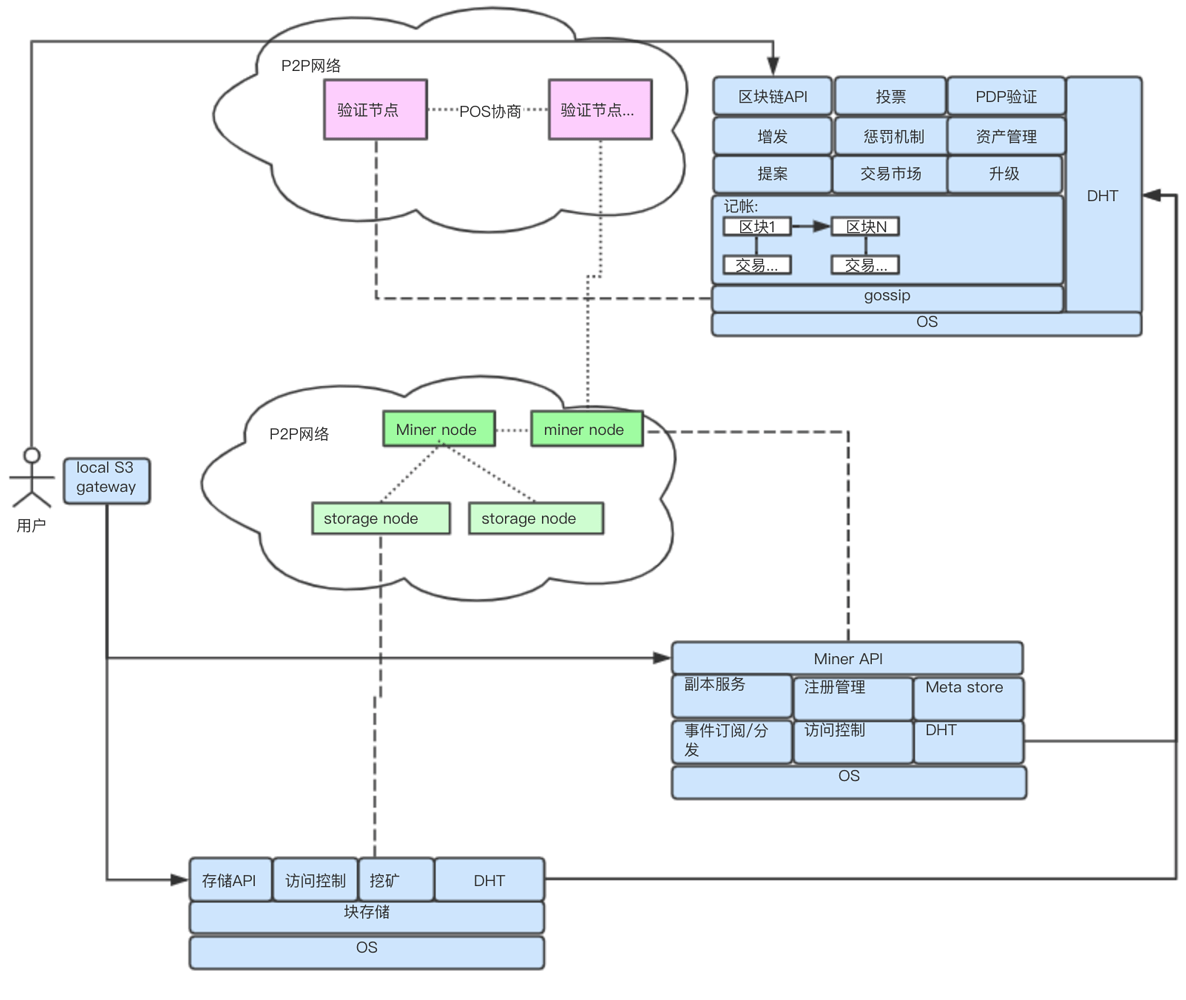 P2P网络
验证节点
POS协商
验证节点...
区块链API
投票
PDP验证
增发
惩罚机制
资产管理
提案
交易市场
升级
DHT
记帐:
区块1
区块N
交易...
交易...
gossip
OS
P2P网络
Miner node
miner node
storage node
storage node
用户
local S3
gateway
Miner API
副本服务
注册管理
Meta store
事件订阅/分
发
访问控制
DHT
OS
存储API
访问控制
挖矿
DHT
块存储
OS